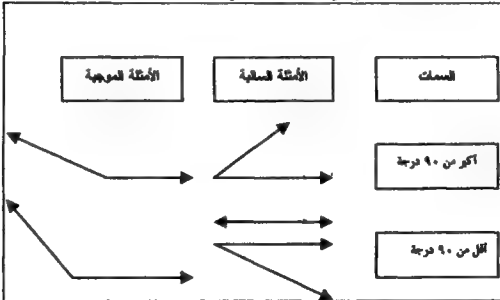 السمات
الأمثلة السالبة
الأمثلة الموجبة
أكبر من ٩٠ درجة
أقل من ٩٠ درجة